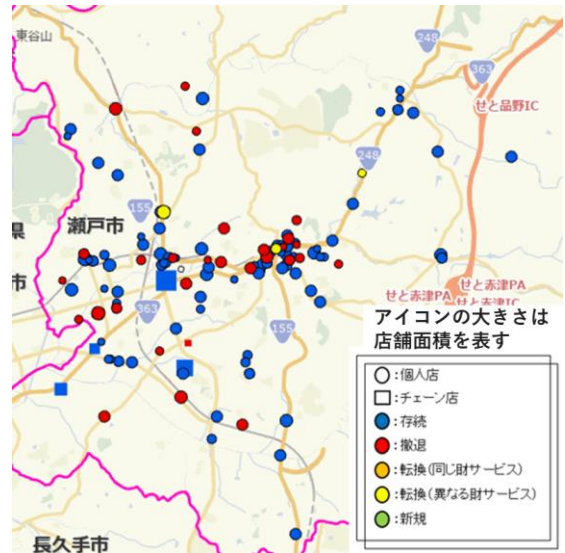 東谷山
248
363
せと品野IC
248
155
瀬戸市
県
市
363
155
せと赤津PA
せと赤津PA
せと赤津IC
アイコンの大きさは
店舗面積を表す
:個人店
:チェーン店
:存続
:撤退
:転換(同じ財サービス)
:転換(異なる財サービス)
:新規
長久手市